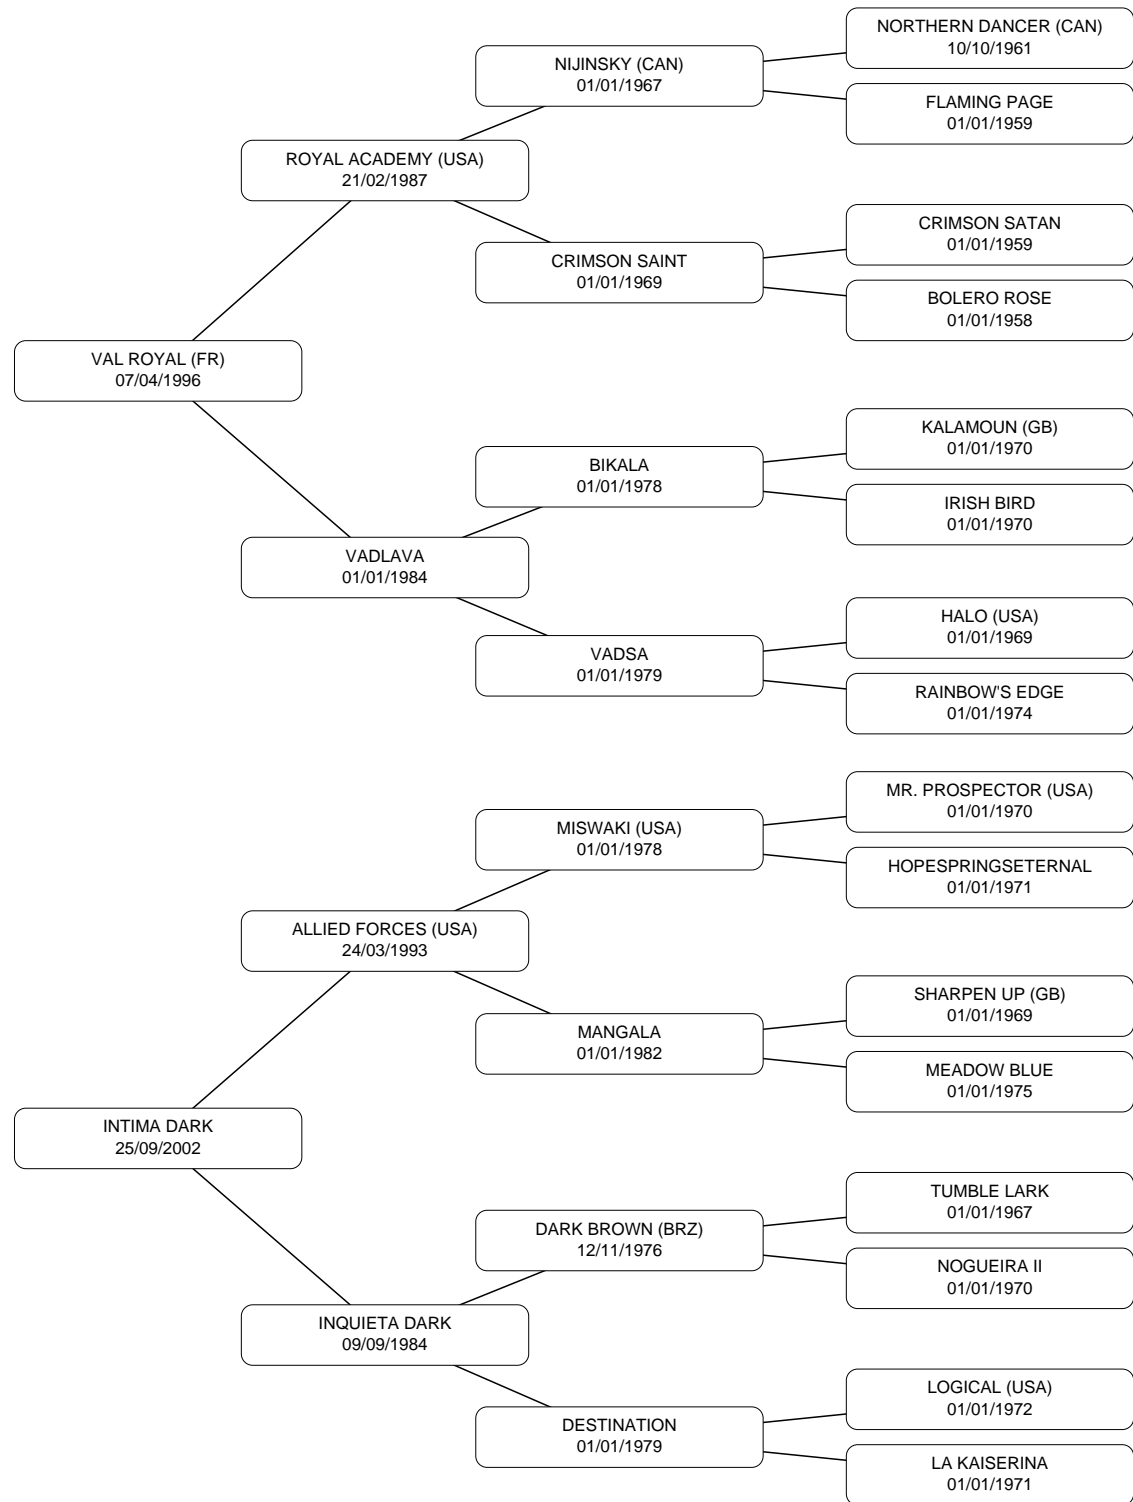 NORTHERN DANCER (CAN)
10/10/1961
NIJINSKY (CAN)
01/01/1967
FLAMING PAGE
01/01/1959
ROYAL ACADEMY (USA)
21/02/1987
CRIMSON SATAN
01/01/1959
CRIMSON SAINT
01/01/1969
BOLERO ROSE
01/01/1958
VAL ROYAL (FR)
07/04/1996
KALAMOUN (GB)
01/01/1970
BIKALA
01/01/1978
IRISH BIRD
01/01/1970
VADLAVA
01/01/1984
HALO (USA)
01/01/1969
VADSA
01/01/1979
RAINBOW'S EDGE
01/01/1974
MR. PROSPECTOR (USA)
01/01/1970
MISWAKI (USA)
01/01/1978
HOPESPRINGSETERNAL
01/01/1971
ALLIED FORCES (USA)
24/03/1993
SHARPEN UP (GB)
01/01/1969
MANGALA
01/01/1982
MEADOW BLUE
01/01/1975
INTIMA DARK
25/09/2002
TUMBLE LARK
01/01/1967
DARK BROWN (BRZ)
12/11/1976
NOGUEIRA II
01/01/1970
INQUIETA DARK
09/09/1984
LOGICAL (USA)
01/01/1972
DESTINATION
01/01/1979
LA KAISERINA
01/01/1971